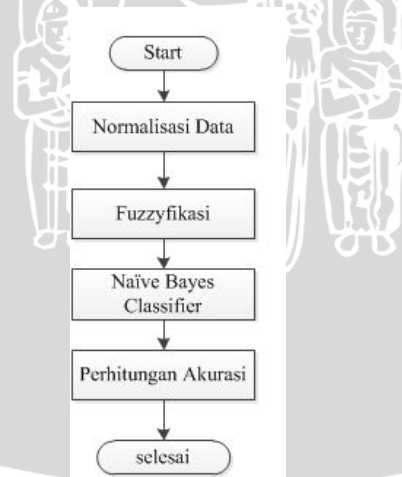 Start
Normalisasi Data
Fuzzyfikasi
Naïve Bayes
Classifier
Perhitungan Akurasi
selesai